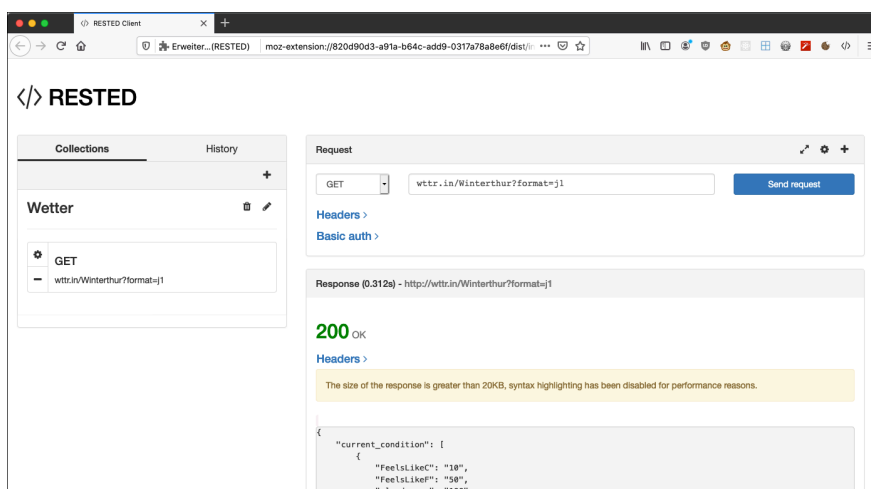 </> RESTED Client
Erweiter...(RESTED) moz-extension://820d90d3-a91a-b64c-add9-0317a78a8e6f/dist/in
</> RESTED
Collections History
Wetter
GET
wttr.in/Winterthur?format=j1
Request
GET wttr.in/Winterthur?format=j1 Send request
Headers >
Basic auth >
Response (0.312s) - http://wttr.in/Winterthur?format=j1
200 OK
Headers >
The size of the response is greater than 20KB, syntax highlighting has been disabled for performance reasons.
{
"current_condition": [
{
"FeelsLikeC": "10",
"FeelsLikeF": "50",